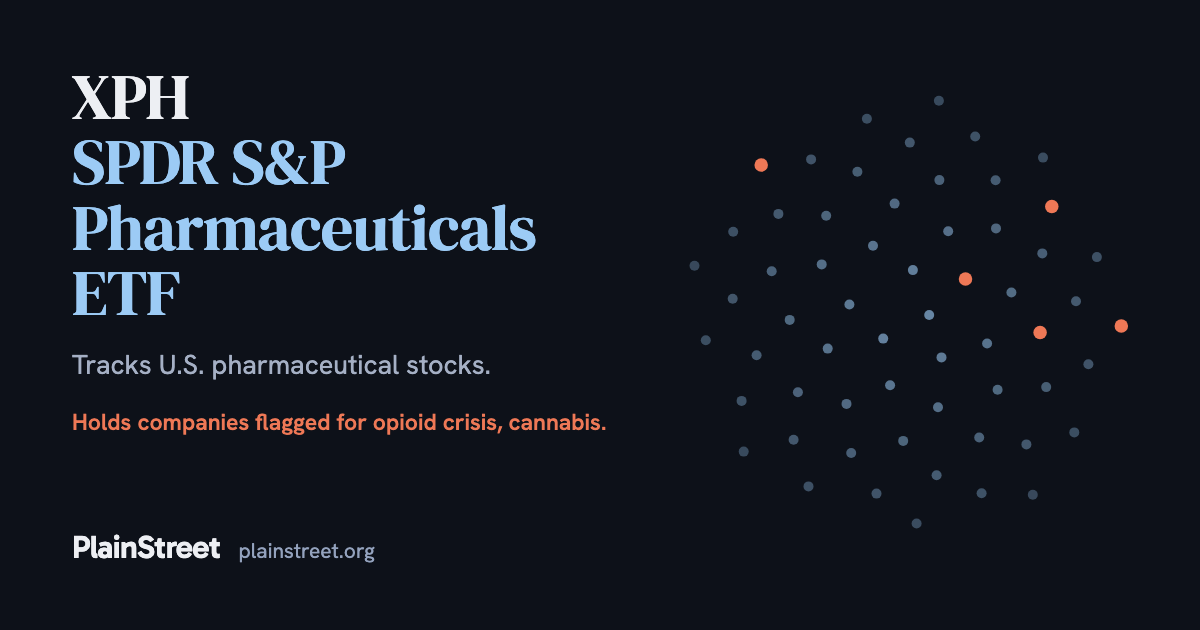 XPH
SPDR S&P
Pharmaceuticals
ETF
Tracks U.S. pharmaceutical stocks.
Holds companies flagged for opioid crisis, cannabis.
PlainStreet plainstreet.org